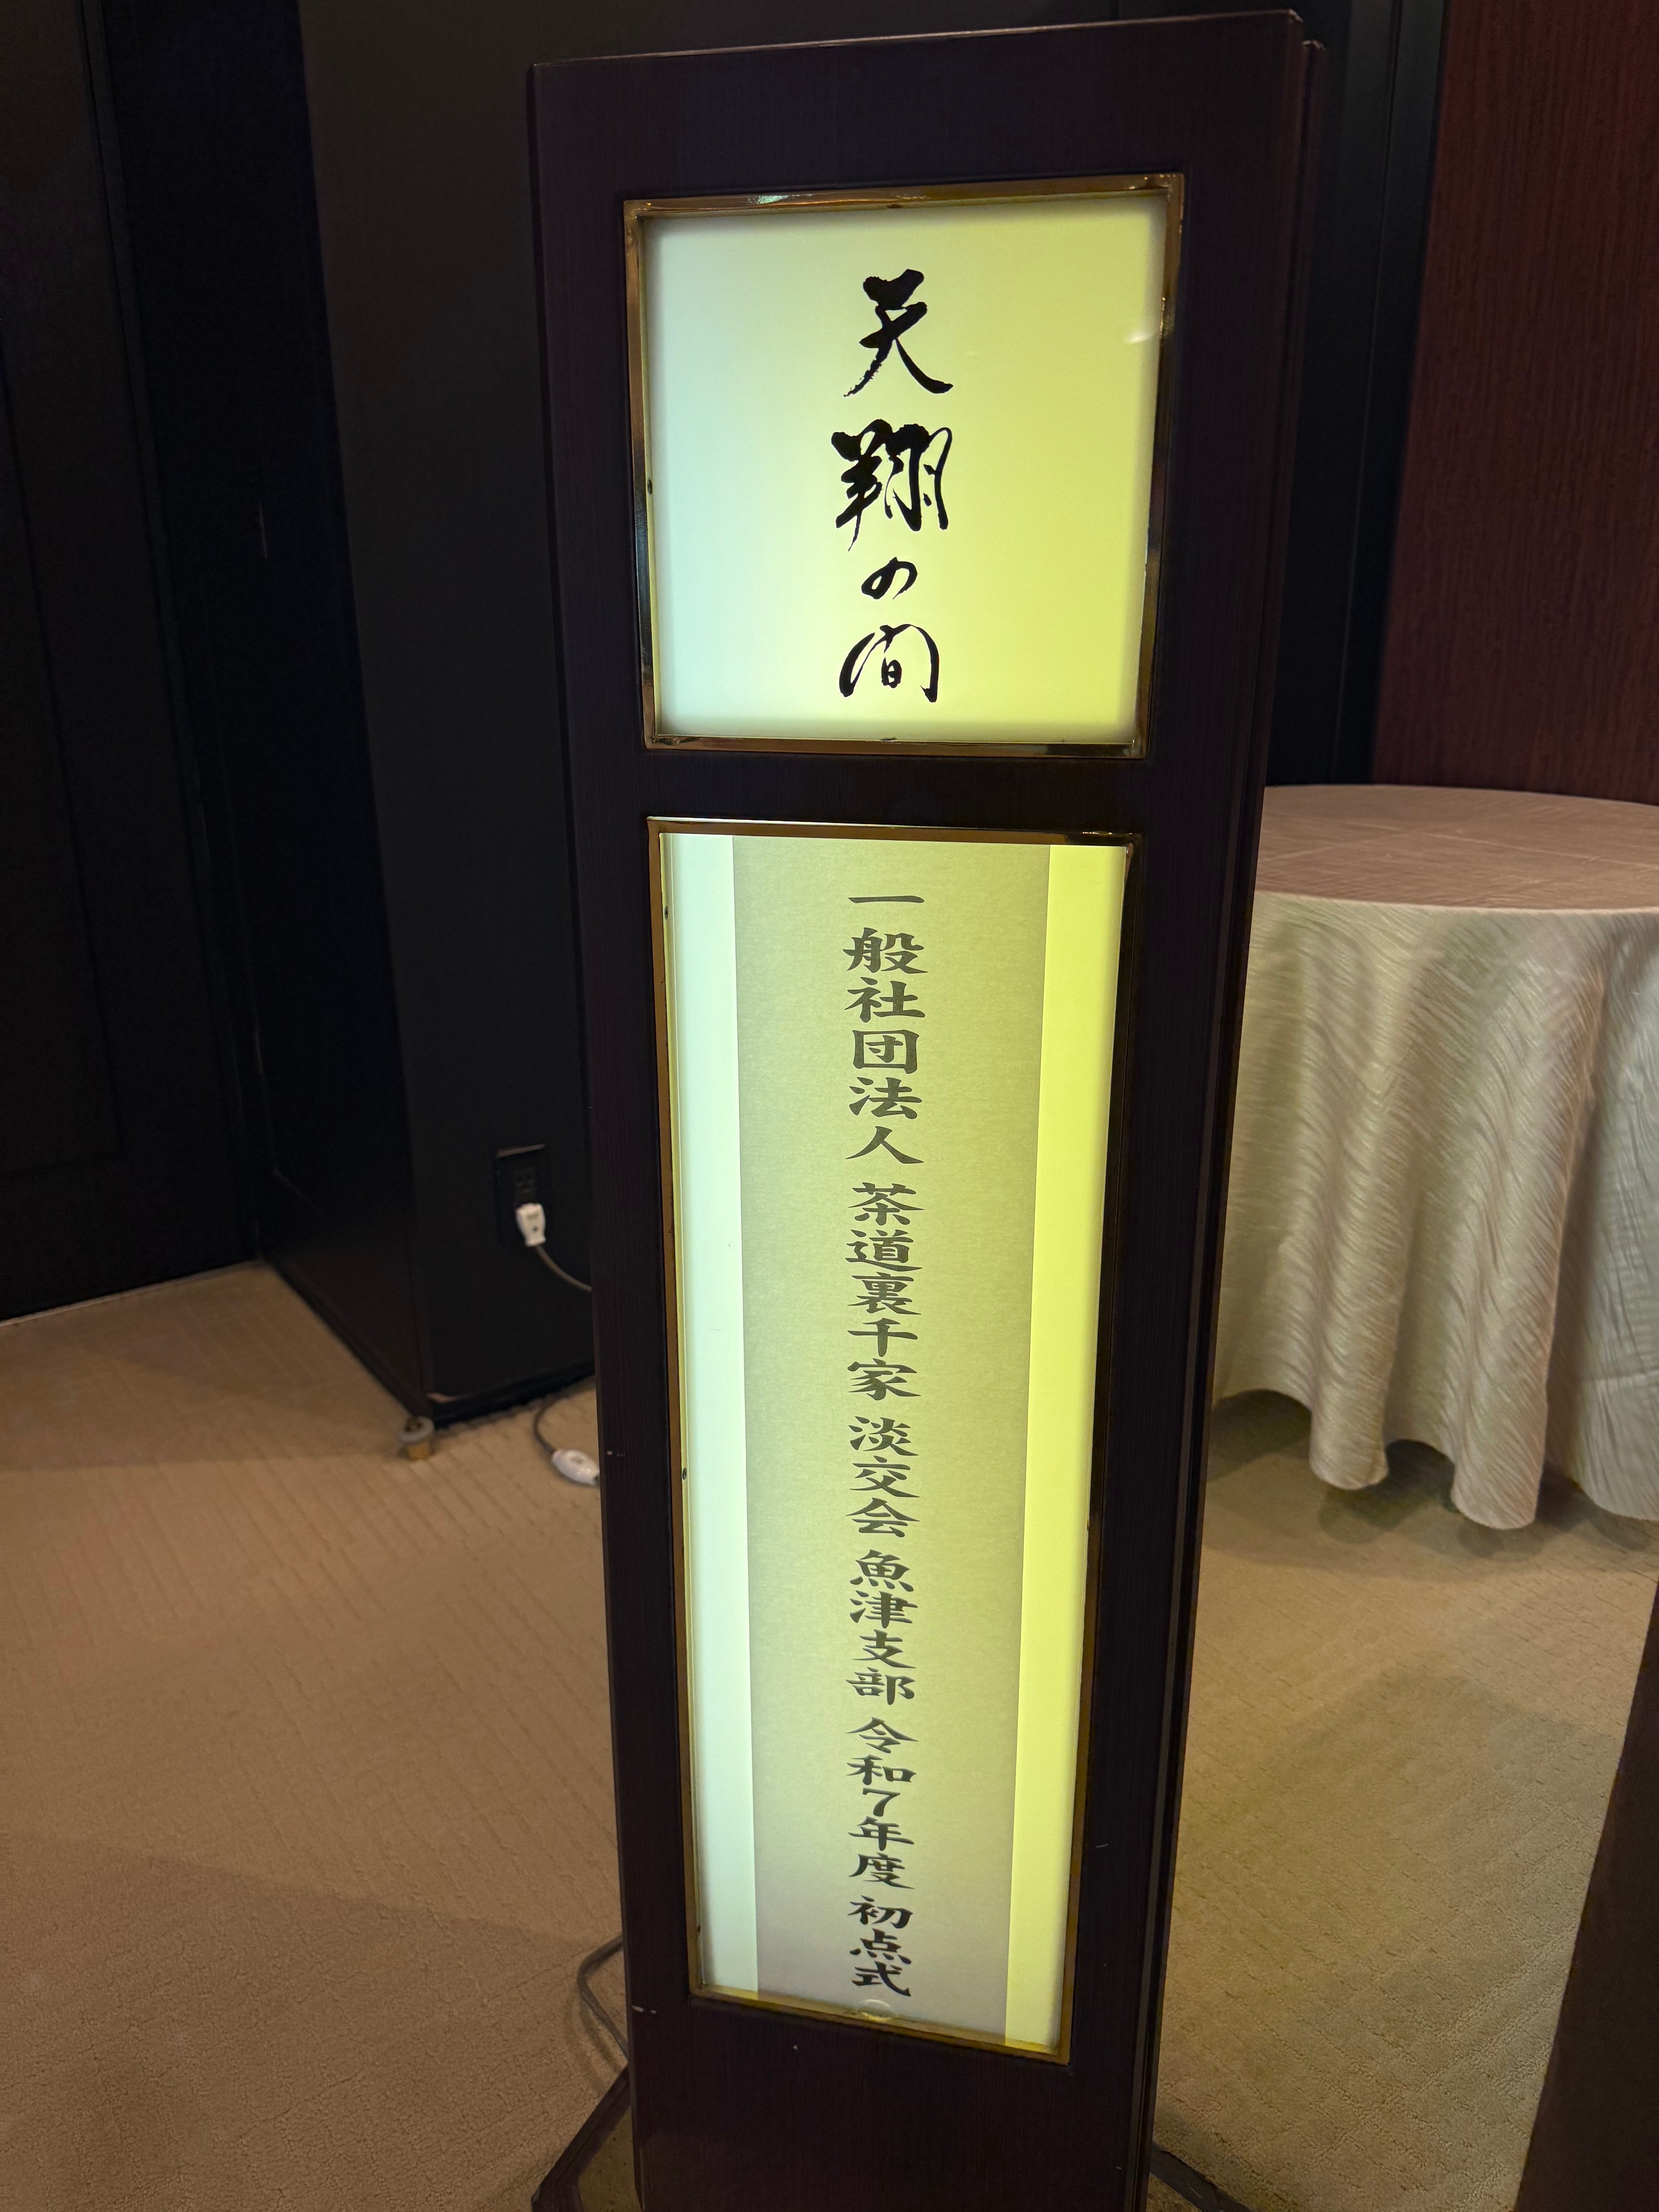 天翔の間
一般社団法人 茶道裏千家 淡交会 魚津支部 令和7年度 初点式